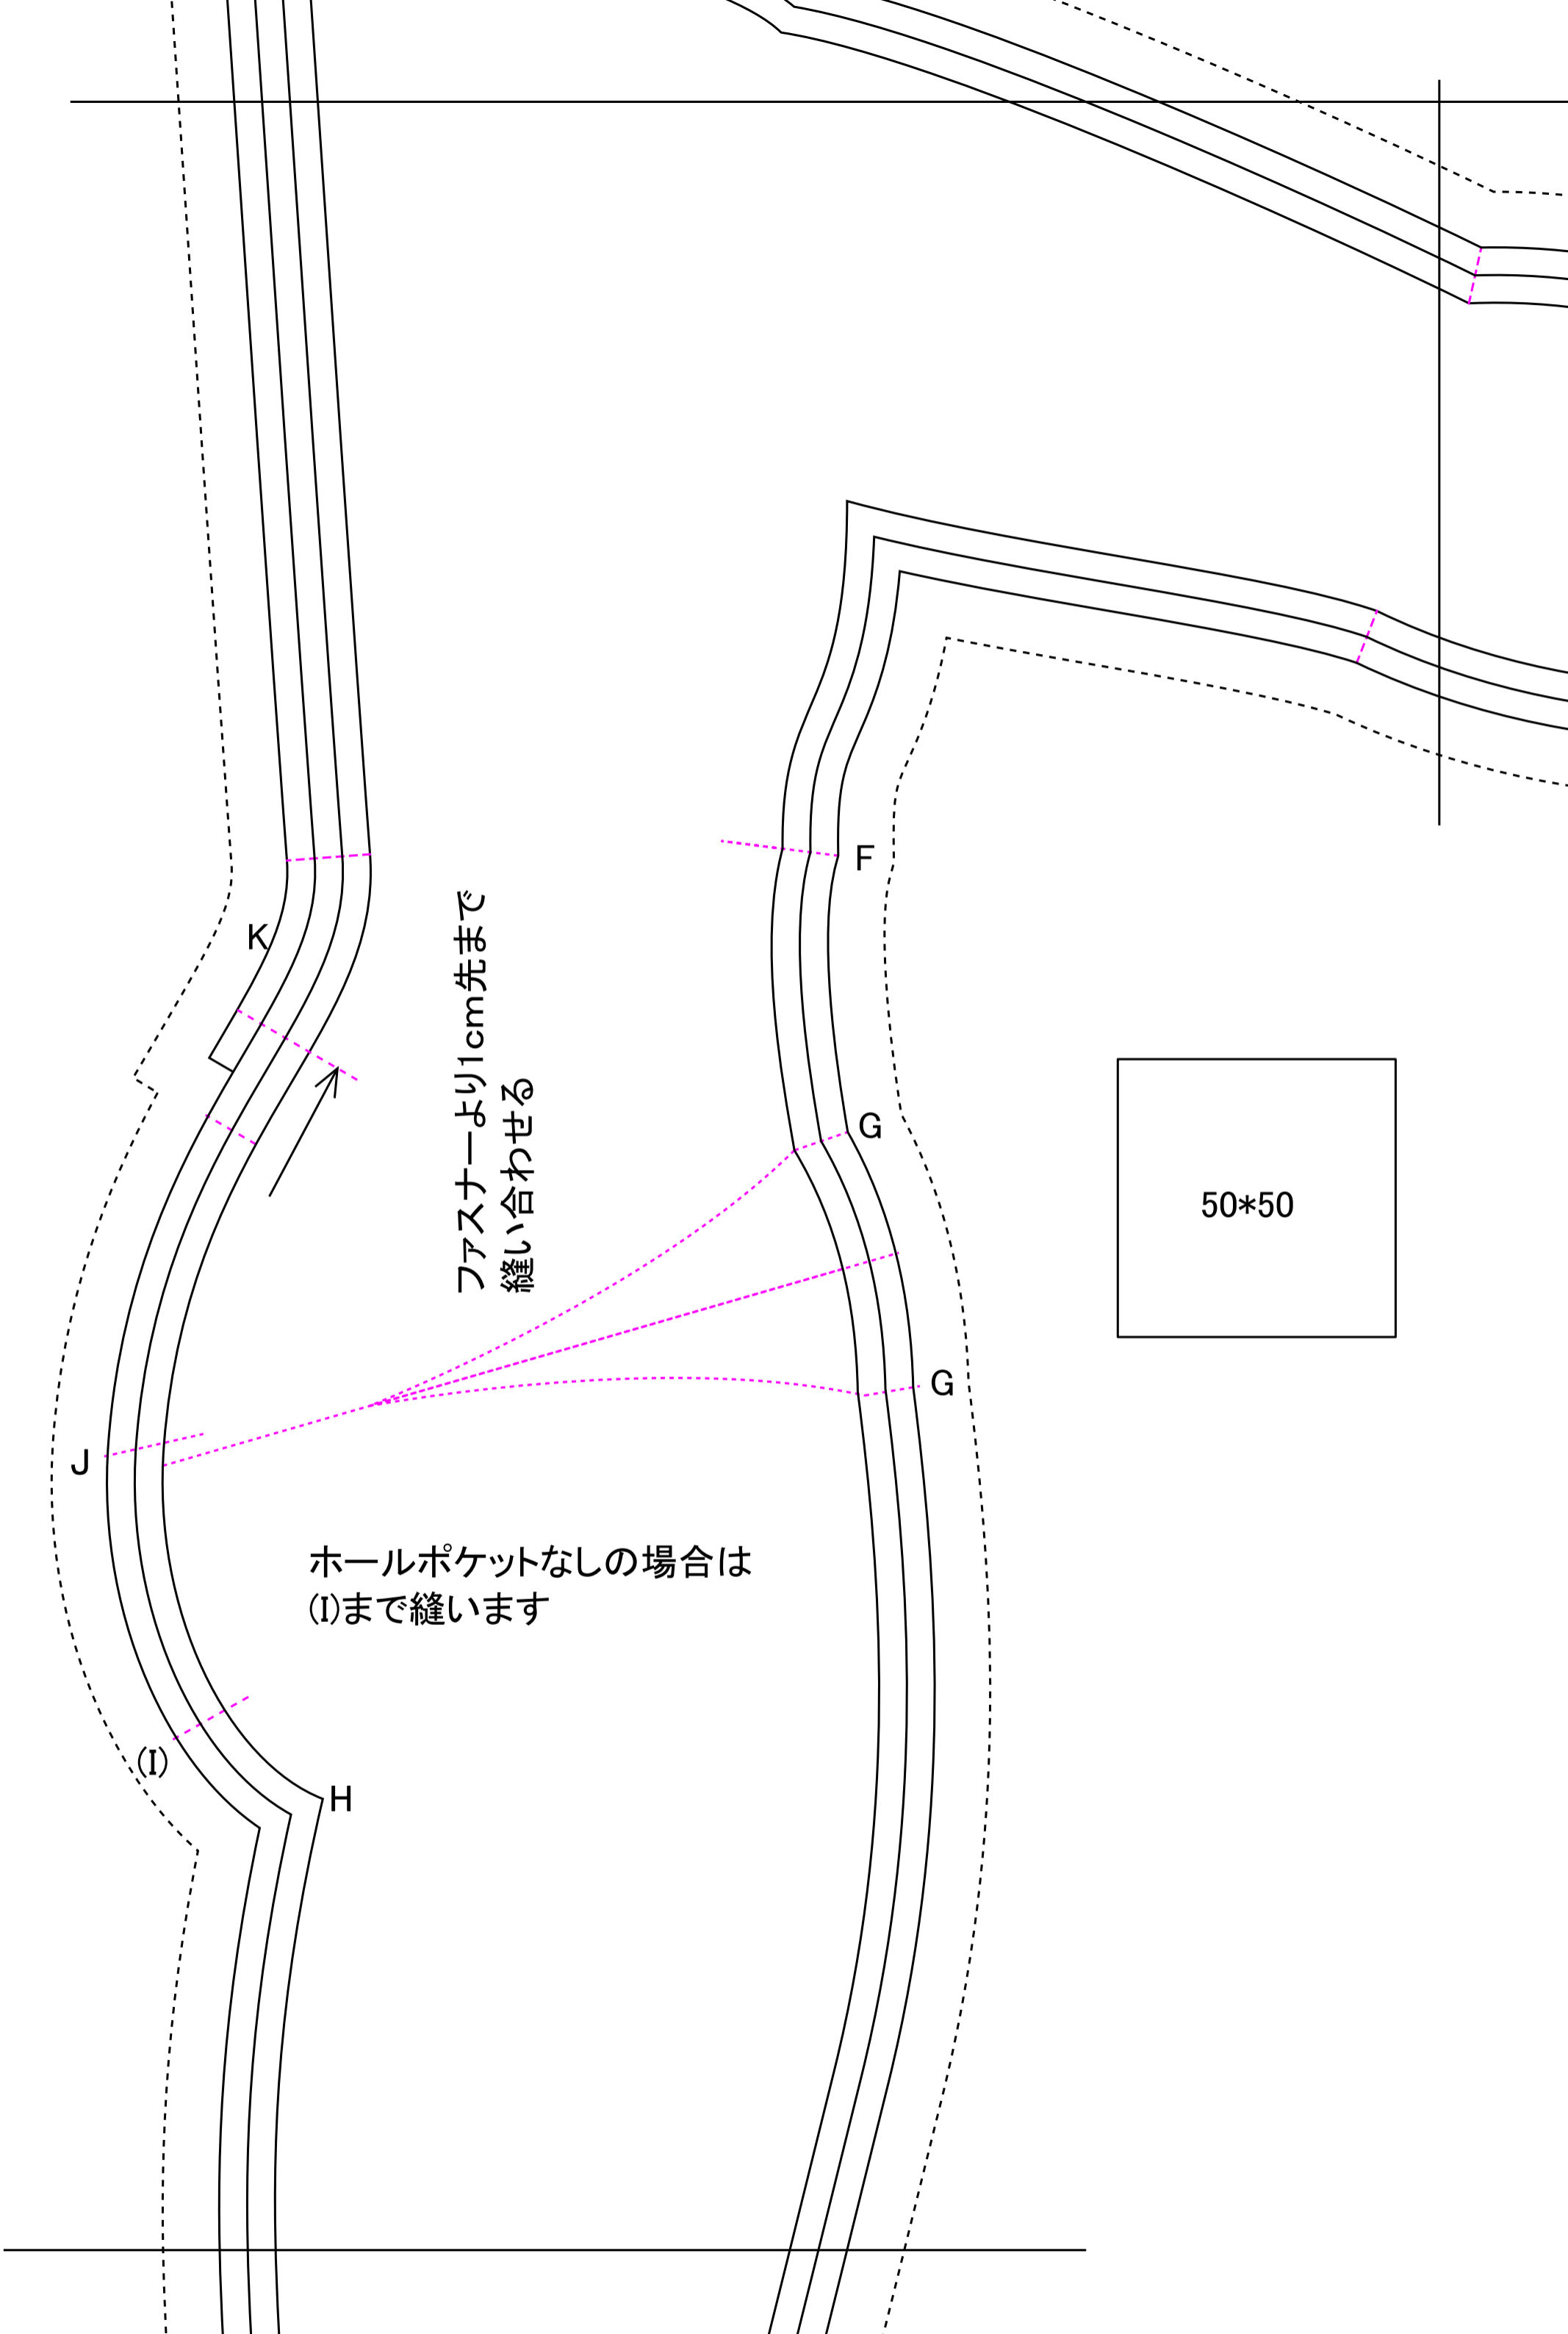 F
K
ファスナーより1cm先まで
縫い合わせる
G
50*50
G
J
ホールポケットなしの場合は
(I)まで縫います
(I)
H